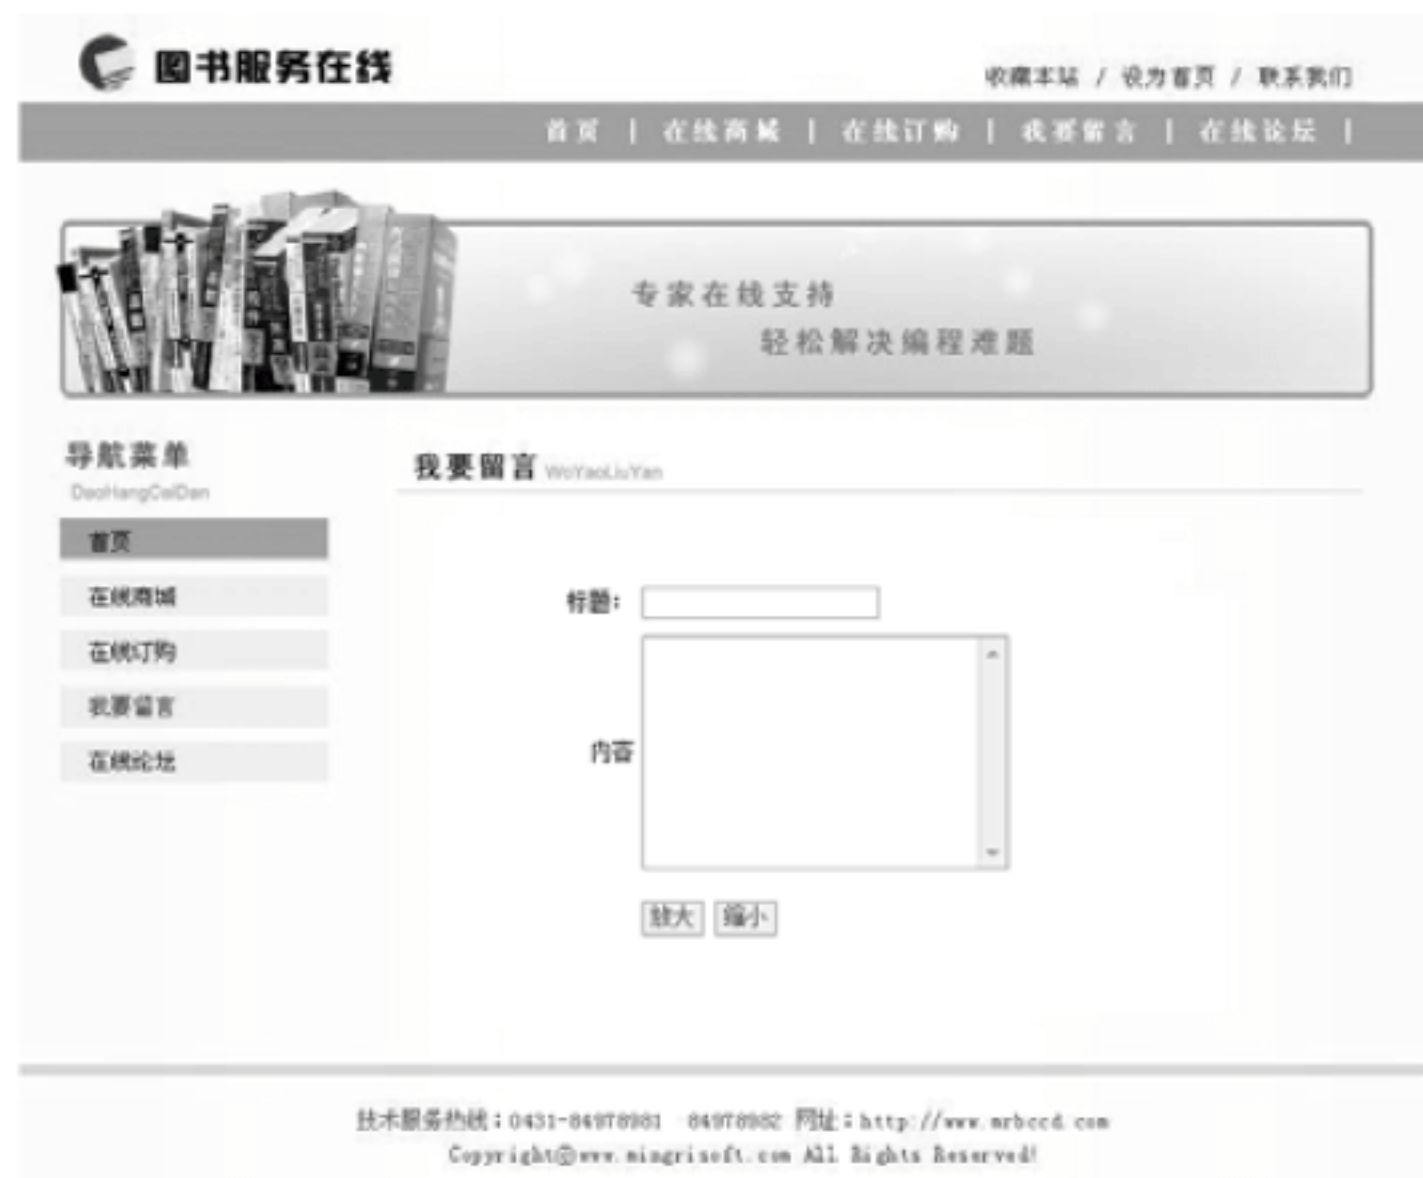 图书服务在线
收藏本站 / 设为首页 / 联系我们
首页 | 在线商城 | 在线订购 | 我要留言 | 在线论坛 |
专家在线支持
轻松解决编程难题
导航菜单
DaoHangCaiDan
首页
在线商城
在线订购
我要留言
在线论坛
我要留言 WoYaoLiuYan
标题:
内容
放大 缩小
技术服务热线:0431-84978981 84978982 网址:http://www.mrbccd.com
Copyright©www.mingrisoft.com All Rights Reserved!